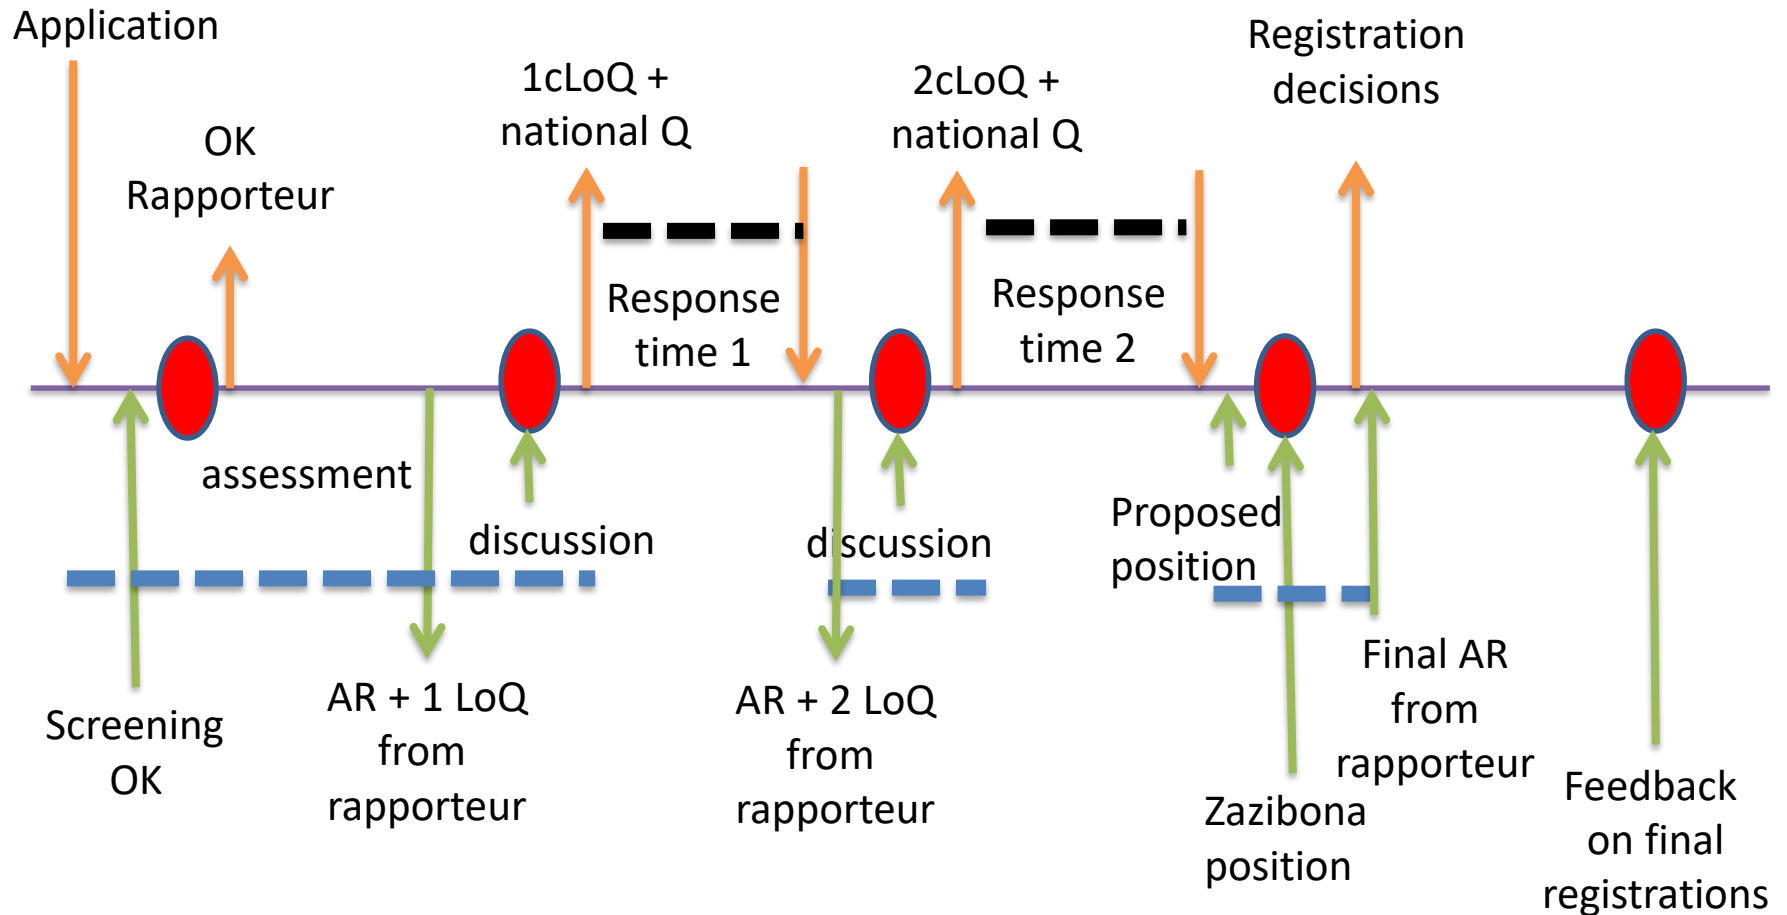 Application
OK
Rapporteur
1cLoQ +
national Q
2cLoQ +
national Q
Registration
decisions
Response
time 1
Response
time 2
assessment
discussion
discussion
Proposed
position
Screening
OK
AR + 1 LoQ
from
rapporteur
AR + 2 LoQ
from
rapporteur
Zazibona
position
Final AR
from
rapporteur
Feedback
on final
registrations